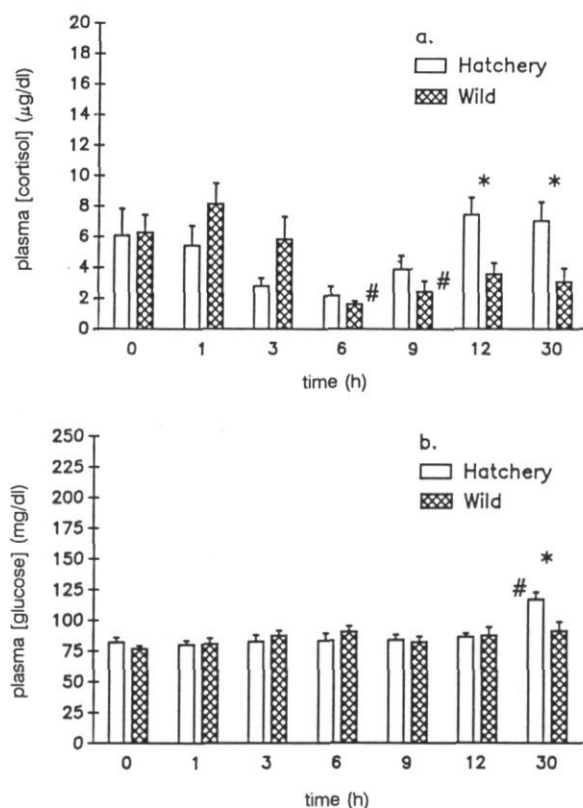 20
18
16
14
12
10
8
6
4
2
0
plasma [cortisol] (µg/dl)
a.
Hatchery
Wild
#
#
*
*
0 1 3 6 9 12 30
time (h)
250
225
200
175
150
125
100
75
50
25
0
plasma [glucose] (mg/dl)
b.
Hatchery
Wild
#
*
0 1 3 6 9 12 30
time (h)